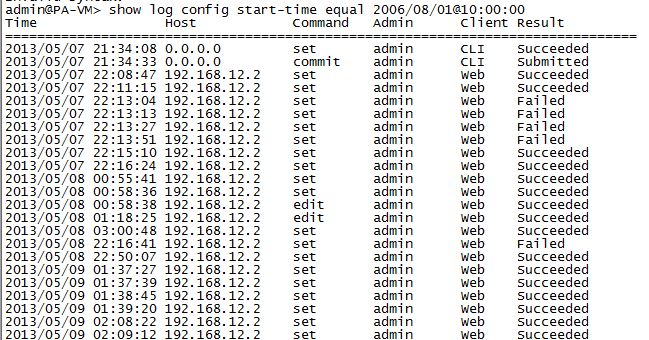 admin@PA-VM> show log config start-time equal 2006/08/01@10:00:00
Time                Host            Command   Admin      Client Result
===============================================================================
2013/05/07 21:34:08 0.0.0.0         set       admin      CLI    Succeeded
2013/05/07 21:34:33 0.0.0.0         commit    admin      CLI    Submitted
2013/05/07 22:08:47 192.168.12.2    set       admin      Web    Succeeded
2013/05/07 22:11:15 192.168.12.2    set       admin      Web    Succeeded
2013/05/07 22:13:04 192.168.12.2    set       admin      Web    Failed
2013/05/07 22:13:13 192.168.12.2    set       admin      Web    Failed
2013/05/07 22:13:27 192.168.12.2    set       admin      Web    Failed
2013/05/07 22:13:51 192.168.12.2    set       admin      Web    Failed
2013/05/07 22:15:10 192.168.12.2    set       admin      Web    Succeeded
2013/05/07 22:16:24 192.168.12.2    set       admin      Web    Succeeded
2013/05/08 00:55:41 192.168.12.2    set       admin      Web    Succeeded
2013/05/08 00:58:36 192.168.12.2    set       admin      Web    Succeeded
2013/05/08 00:58:38 192.168.12.2    edit      admin      Web    Succeeded
2013/05/08 01:18:25 192.168.12.2    edit      admin      Web    Succeeded
2013/05/08 03:00:48 192.168.12.2    set       admin      Web    Succeeded
2013/05/08 22:16:41 192.168.12.2    set       admin      Web    Failed
2013/05/08 22:50:07 192.168.12.2    set       admin      Web    Succeeded
2013/05/09 01:37:27 192.168.12.2    set       admin      Web    Succeeded
2013/05/09 01:37:39 192.168.12.2    set       admin      Web    Succeeded
2013/05/09 01:38:45 192.168.12.2    set       admin      Web    Succeeded
2013/05/09 01:39:20 192.168.12.2    set       admin      Web    Succeeded
2013/05/09 02:08:22 192.168.12.2    set       admin      Web    Succeeded
2013/05/09 02:09:12 192.168.12.2    set       admin      Web    Succeeded